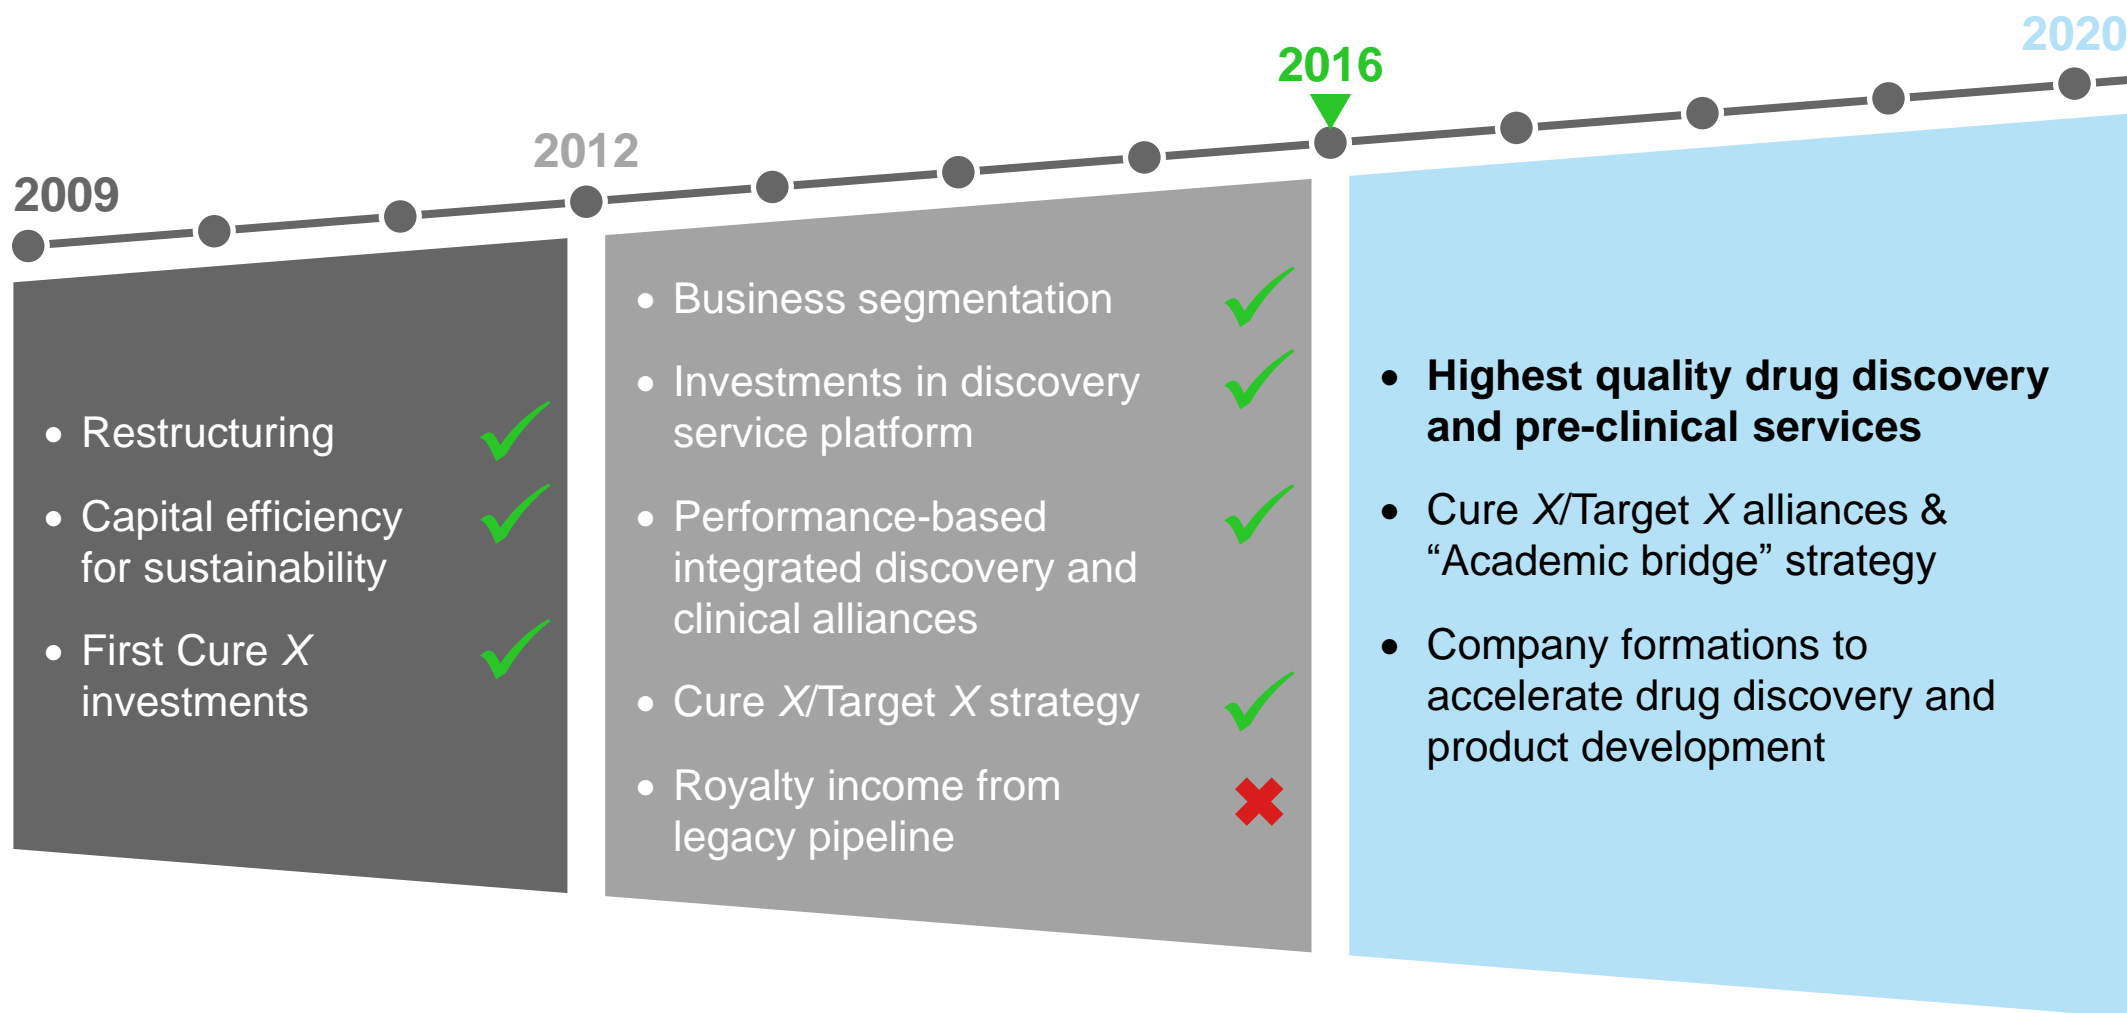 2009
2012
2016
2020
• Restructuring
• Capital efficiency
for sustainability
• First Cure X
investments
• Business segmentation
• Investments in discovery
service platform
• Performance-based
integrated discovery and
clinical alliances
• Cure X/Target X strategy
• Royalty income from
legacy pipeline
• Highest quality drug discovery
and pre-clinical services
• Cure X/Target X alliances &
“Academic bridge” strategy
• Company formations to
accelerate drug discovery and
product development